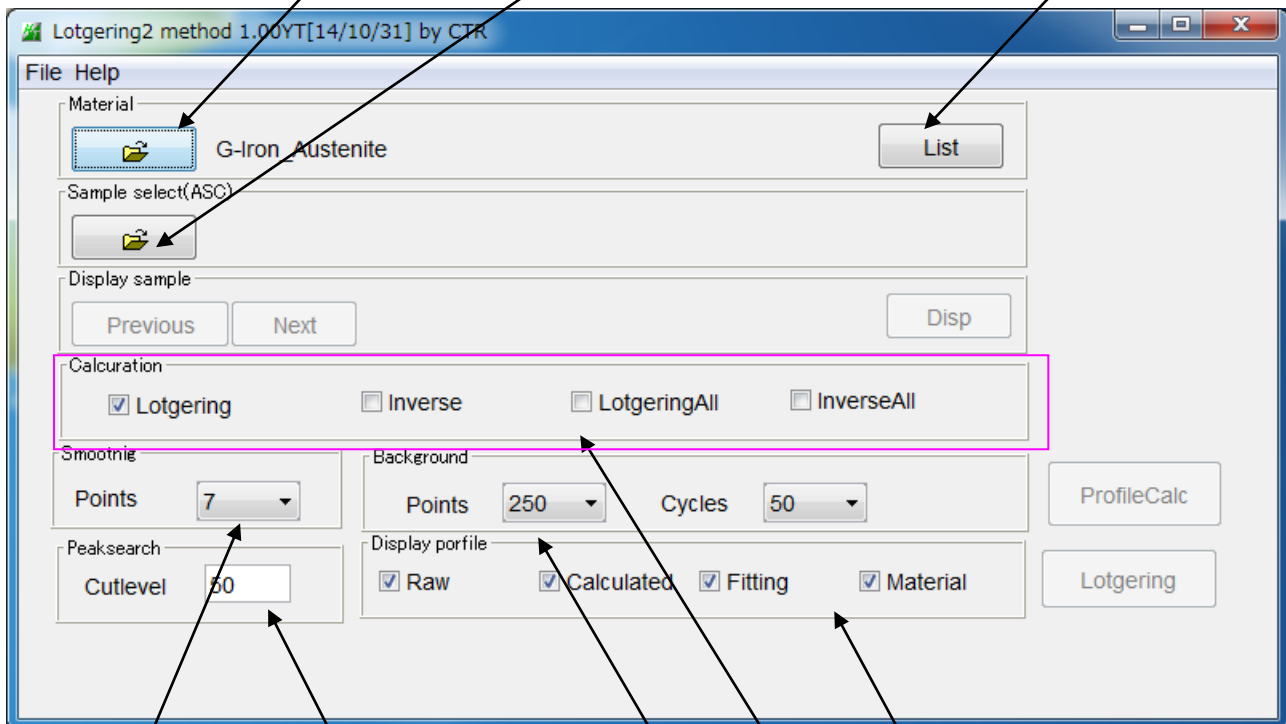 Lotgering2 method 1.00YT[14/10/31] by CTR
File Help
Material
G-Iron_Austenite
List
Sample select(ASC)
Display sample
Previous Next Disp
Calcuration
Lotgering Inverse LotgeringAll InverseAll
Smootnig Background
Points 7 Points 250 Cycles 50 ProfileCalc
Peaksearch Display porfile
Cutlevel 50 Raw Calculated Fitting Material Lotgering